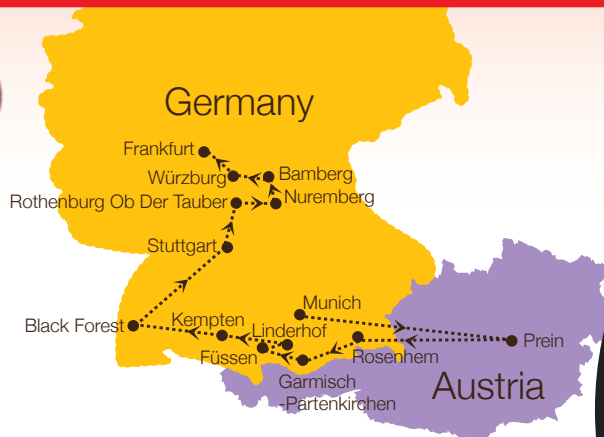 Germany
Frankfurt
Würzburg
Bamberg
Rothenburg Ob Der Tauber
Nuremberg
Stuttgart
Munich
Black Forest
Kempten
Linderhof
Prein
Füssen
Rosenhem
Garmisch
-Partenkirchen
Austria